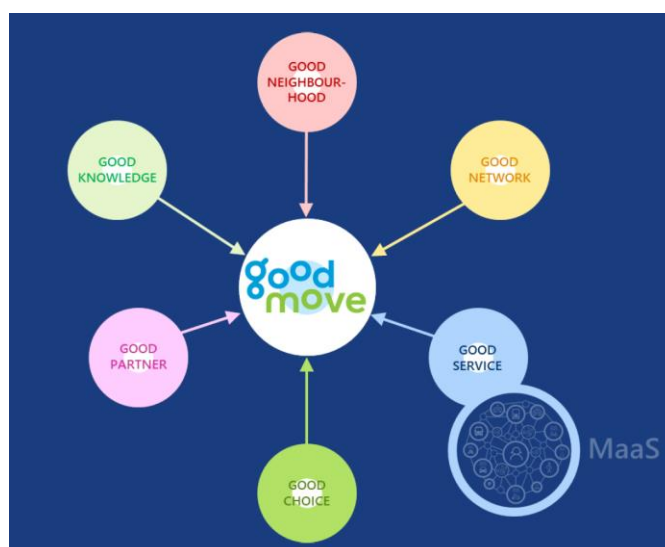 GOOD
NEIGHBOUR-
HOOD
GOOD
KNOWLEDGE
GOOD
NETWORK
good
move
GOOD
PARTNER
GOOD
SERVICE
MaaS
GOOD
CHOICE